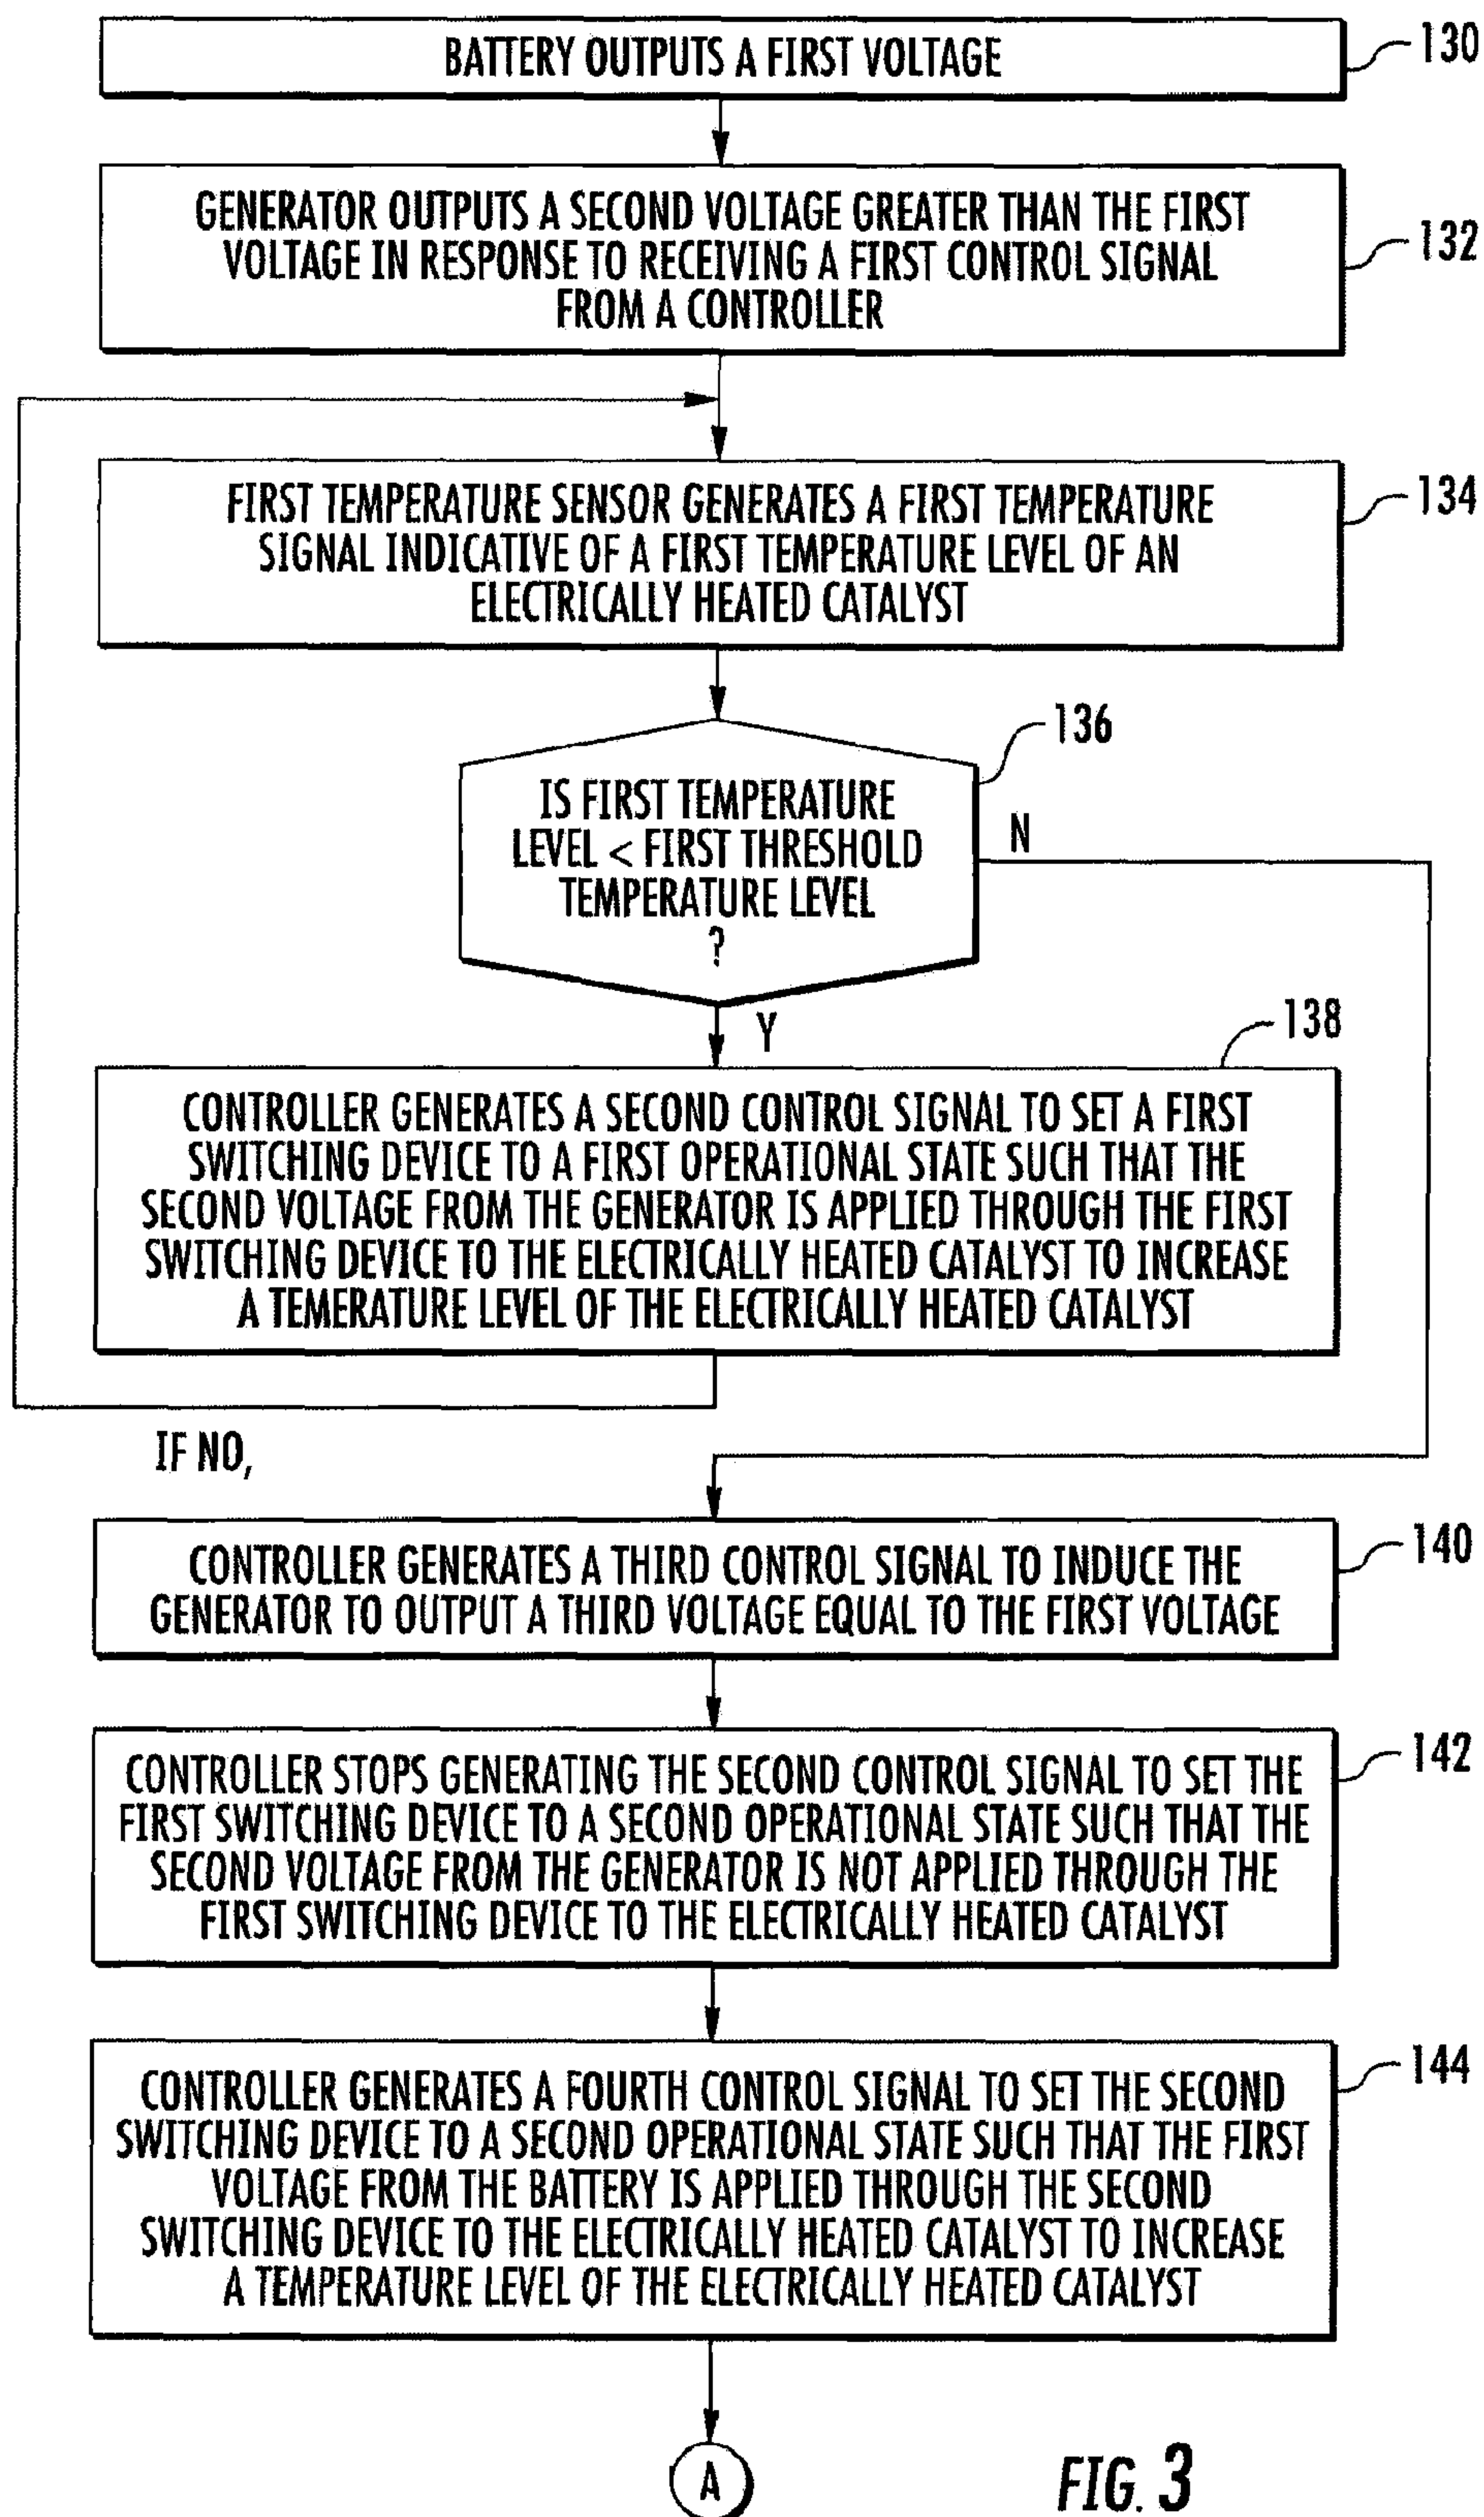 BATTERY OUTPUTS A FIRST VOLTAGE
130
GENERATOR OUTPUTS A SECOND VOLTAGE GREATER THAN THE FIRST
VOLTAGE IN RESPONSE TO RECEIVING A FIRST CONTROL SIGNAL
FROM A CONTROLLER
132
FIRST TEMPERATURE SENSOR GENERATES A FIRST TEMPERATURE
SIGNAL INDICATIVE OF A FIRST TEMPERATURE LEVEL OF AN
ELECTRICALLY HEATED CATALYST
134
136
IS FIRST TEMPERATURE
LEVEL < FIRST THRESHOLD
TEMPERATURE LEVEL
?
N
Y
138
CONTROLLER GENERATES A SECOND CONTROL SIGNAL TO SET A FIRST
SWITCHING DEVICE TO A FIRST OPERATIONAL STATE SUCH THAT THE
SECOND VOLTAGE FROM THE GENERATOR IS APPLIED THROUGH THE FIRST
SWITCHING DEVICE TO THE ELECTRICALLY HEATED CATALYST TO INCREASE
A TEMERATURE LEVEL OF THE ELECTRICALLY HEATED CATALYST
IF NO,
CONTROLLER GENERATES A THIRD CONTROL SIGNAL TO INDUCE THE
GENERATOR TO OUTPUT A THIRD VOLTAGE EQUAL TO THE FIRST VOLTAGE
140
CONTROLLER STOPS GENERATING THE SECOND CONTROL SIGNAL TO SET THE
FIRST SWITCHING DEVICE TO A SECOND OPERATIONAL STATE SUCH THAT THE
SECOND VOLTAGE FROM THE GENERATOR IS NOT APPLIED THROUGH THE
FIRST SWITCHING DEVICE TO THE ELECTRICALLY HEATED CATALYST
142
CONTROLLER GENERATES A FOURTH CONTROL SIGNAL TO SET THE SECOND
SWITCHING DEVICE TO A SECOND OPERATIONAL STATE SUCH THAT THE FIRST
VOLTAGE FROM THE BATTERY IS APPLIED THROUGH THE SECOND
SWITCHING DEVICE TO THE ELECTRICALLY HEATED CATALYST TO INCREASE
A TEMPERATURE LEVEL OF THE ELECTRICALLY HEATED CATALYST
144
A
FIG. 3